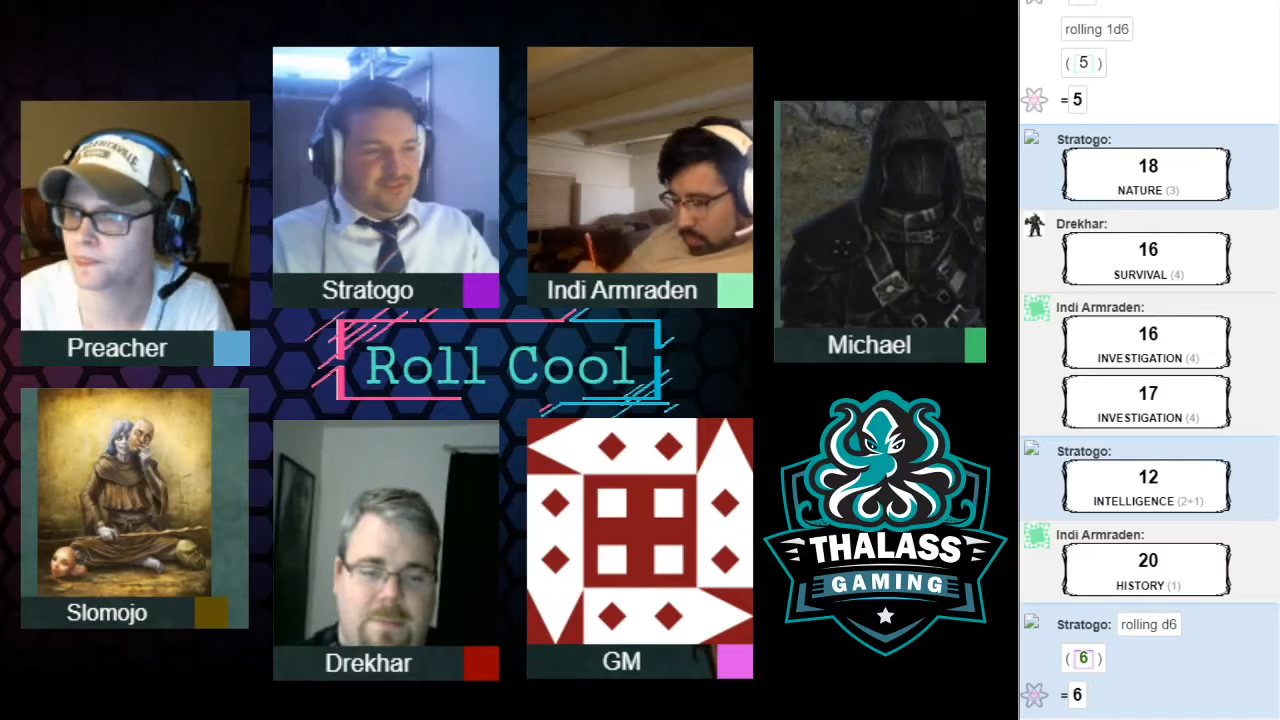 Preacher
Stratogo
Indi Armraden
Michael
Roll Cool
Slomojo
Drekhar
GM
THALASS
GAMING
rolling 1d6
( 5 )
= 5
Stratogo:
18
NATURE (3)
Drekhar:
16
SURVIVAL (4)
Indi Armraden:
16
INVESTIGATION (4)
17
INVESTIGATION (4)
Stratogo:
12
INTELLIGENCE (2+1)
Indi Armraden:
20
HISTORY (1)
Stratogo: rolling d6
( 6 )
= 6